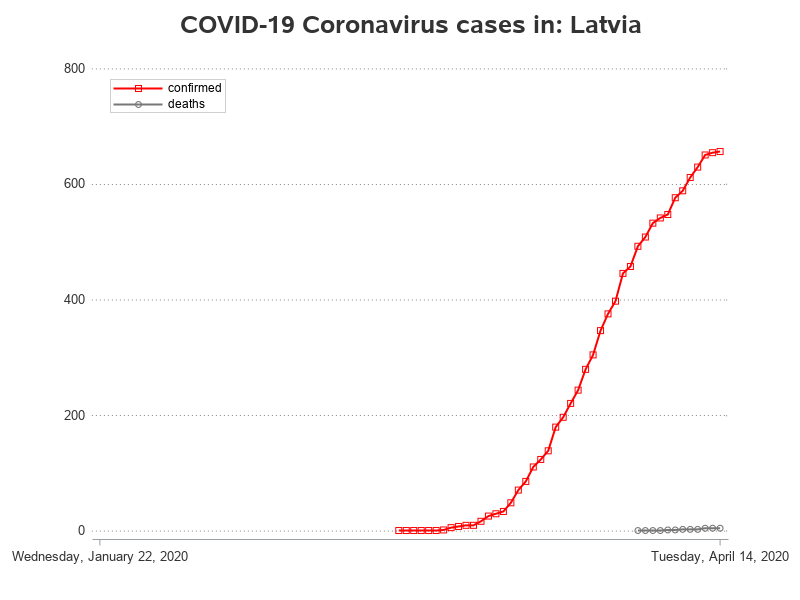 COVID-19 Coronavirus cases in: Latvia
800
confirmed
deaths
600
400
200
0
Wednesday, January 22, 2020
Tuesday, April 14, 2020